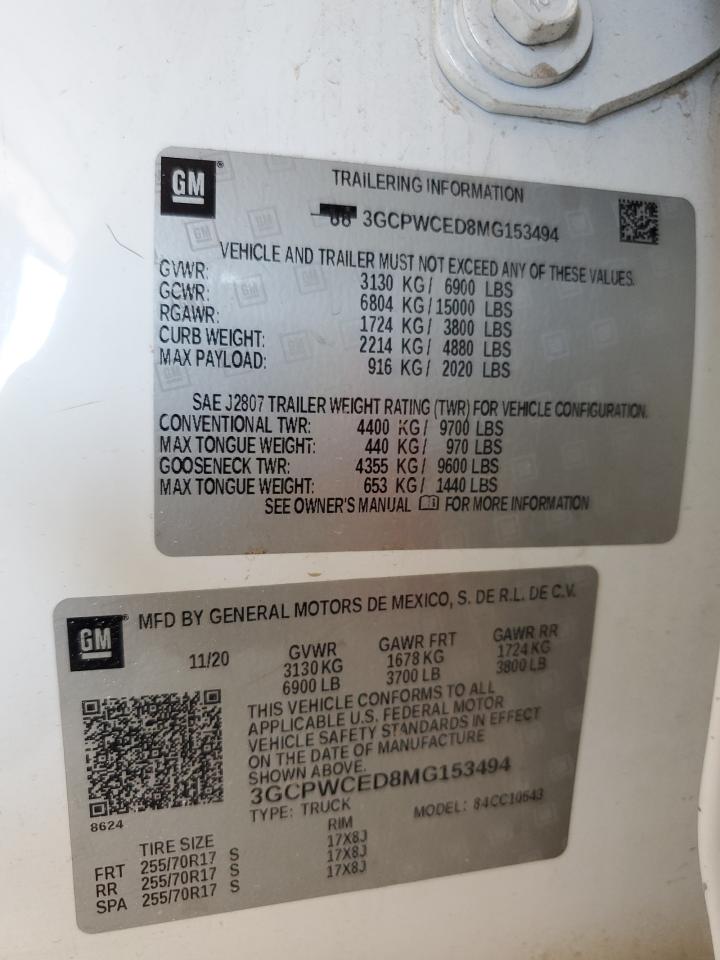 GM
TRAILERING INFORMATION
3GCPWCED8MG153494
VEHICLE AND TRAILER MUST NOT EXCEED ANY OF THESE VALUES.
GVWR: 3130 KG/ 6900 LBS
GCWR: 6804 KG/15000 LBS
RGAWR: 1724 KG/ 3800 LBS
CURB WEIGHT: 2214 KG/ 4880 LBS
MAX PAYLOAD: 916 KG/ 2020 LBS
SAE J2807 TRAILER WEIGHT RATING (TWR) FOR VEHICLE CONFIGURATION.
CONVENTIONAL TWR: 4400 KG/ 9700 LBS
MAX TONGUE WEIGHT: 440 KG/ 970 LBS
GOOSENECK TWR: 4355 KG/ 9600 LBS
MAX TONGUE WEIGHT: 653 KG/ 1440 LBS
SEE OWNER'S MANUAL FOR MORE INFORMATION
GM
MFD BY GENERAL MOTORS DE MEXICO, S. DE R.L. DE C.V.
11/20 GVWR GAWR FRT GAWR RR
3130 KG 1678 KG 1724 KG
6900 LB 3700 LB 3800 LB
THIS VEHICLE CONFORMS TO ALL
APPLICABLE U.S. FEDERAL MOTOR
VEHICLE SAFETY STANDARDS IN EFFECT
ON THE DATE OF MANUFACTURE
SHOWN ABOVE.
3GCPWCED8MG153494
8624
TYPE: TRUCK MODEL: 84CC10543
TIRE SIZE RIM
FRT 255/70R17 S 17X8J
RR 255/70R17 S 17X8J
SPA 255/70R17 S 17X8J